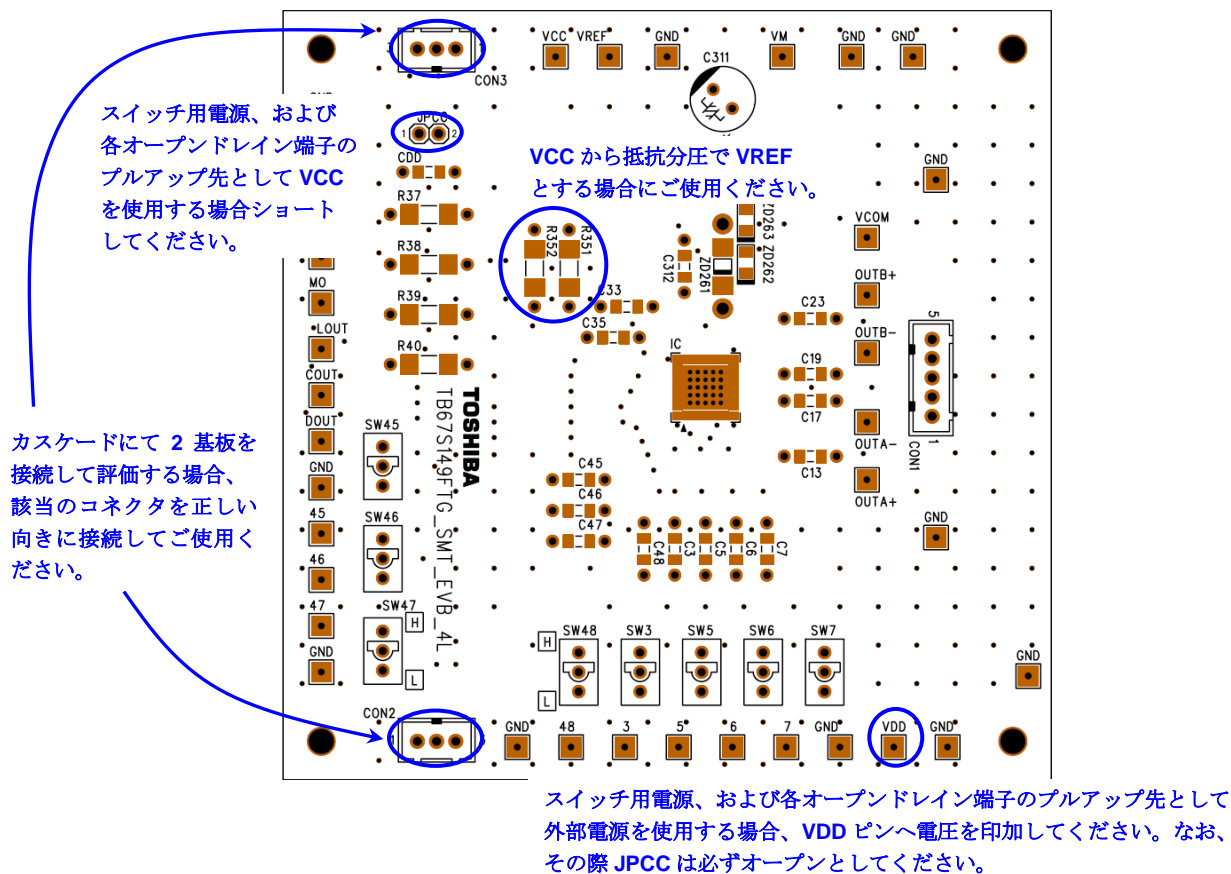 VCC
VREF
GND
VM
GND
GND
CON3
C311
スイッチ用電源、および
各オープンドレイン端子の
プルアップ先として VCC
を使用する場合ショート
してください。
JPCC
1
2
CDD
R37
R38
R39
R40
VCC から抵抗分圧で VREF
とする場合にご使用ください。
R352
R351
C312
ZD261
ZD263
ZD262
C33
C35
IC
GND
VCOM
OUTB+
OUTB-
C23
C19
C17
C13
OUTA-
OUTA+
5
1
CON1
GND
MO
LOUT
COUT
DOUT
GND
45
46
47
GND
SW45
SW46
SW47
H
L
TOSHIBA
TB67S149FTG_SMT_EVB_4L
C45
C46
C47
C48
C3
C5
C6
C7
カスケードにて 2 基板を
接続して評価する場合、
該当のコネクタを正しい
向きに接続してご使用く
ださい。
H
L
SW48
SW3
SW5
SW6
SW7
GND
CON2
GND
48
3
5
6
7
GND
VDD
GND
スイッチ用電源、および各オープンドレイン端子のプルアップ先として
外部電源を使用する場合、VDD ピンへ電圧を印加してください。なお、
その際 JPCC は必ずオープンとしてください。